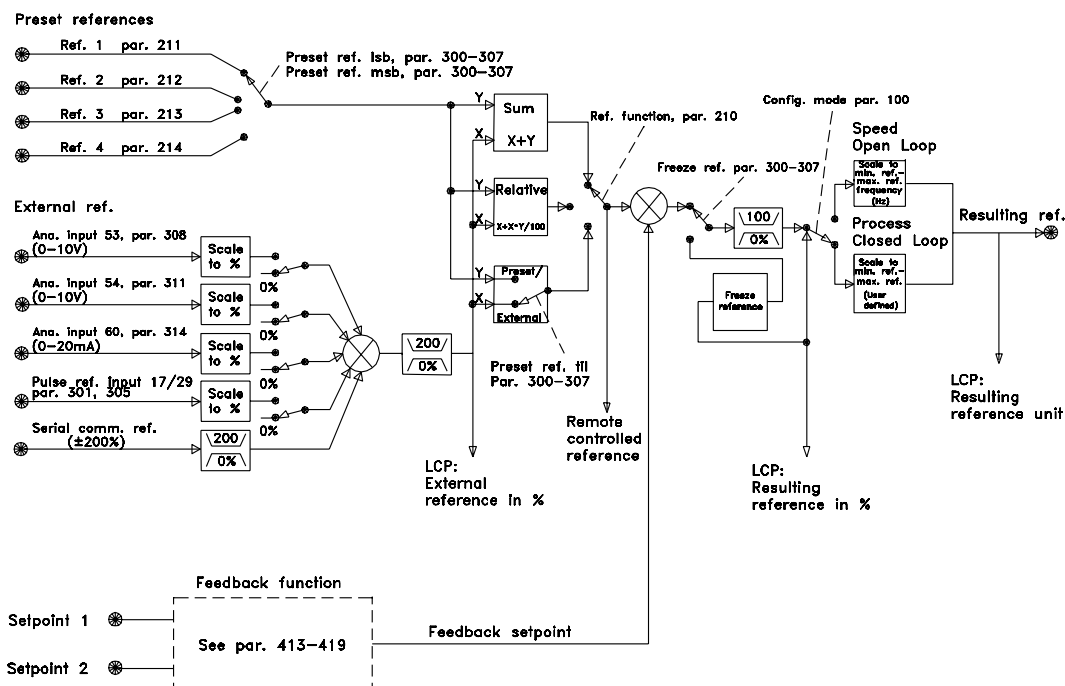 Preset references
Ref. 1 par. 211
Ref. 2 par. 212
Ref. 3 par. 213
Ref. 4 par. 214
Preset ref. lsb, par. 300-307
Preset ref. msb, par. 300-307
External ref.
Ana. input 53, par. 308
(0-10V)
Scale
to %
0%
Ana. input 54, par. 311
(0-10V)
Scale
to %
0%
Ana. input 60, par. 314
(0-20mA)
Scale
to %
0%
Pulse ref. input 17/29
par. 301, 305
Scale
to %
0%
Serial comm. ref.
(±200%)
200
0%
200
0%
Y
Sum
X
X+Y
Y
Relative
X
X+X*Y/100
Y
Preset/
X
External
Preset ref. til
Par. 300-307
LCP:
External
reference in %
Ref. function, par. 210
Remote
controlled
reference
Freeze ref. par. 300-307
100
0%
Freeze
reference
Config. mode par. 100
LCP:
Resulting
reference in %
Speed
Open Loop
Scale to
min. ref.-
max. ref.
frequency
(Hz)
Process
Closed Loop
Scale to
min. ref.-
max. ref.
(User
defined)
Resulting ref.
LCP:
Resulting
reference unit
Feedback function
Setpoint 1
See par. 413-419
Setpoint 2
Feedback setpoint